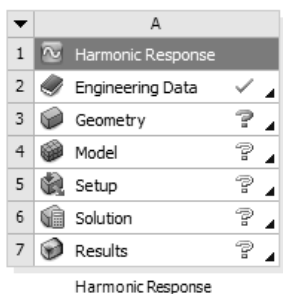 A
1 Harmonic Response
2 Engineering Data
3 Geometry
4 Model
5 Setup
6 Solution
7 Results
Harmonic Response